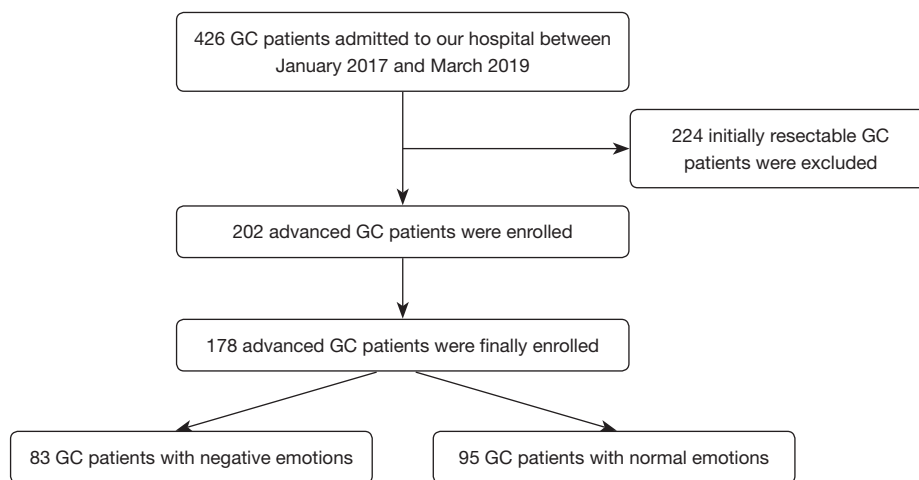 426 GC patients admitted to our hospital between
January 2017 and March 2019
224 initially resectable GC
patients were excluded
202 advanced GC patients were enrolled
178 advanced GC patients were finally enrolled
83 GC patients with negative emotions
95 GC patients with normal emotions